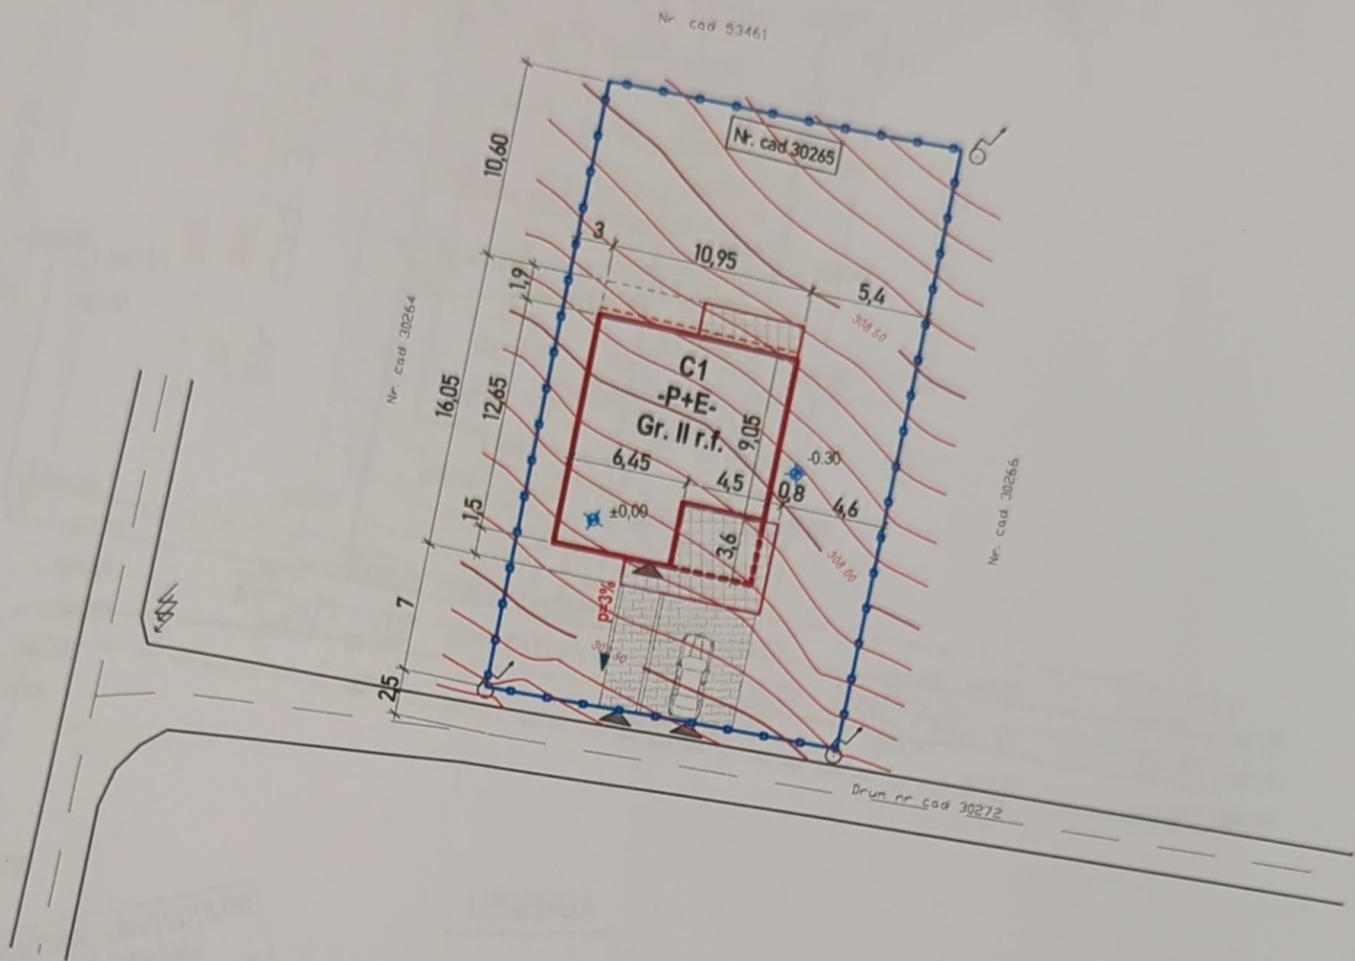 Nr. cad 53461
Nr. cad 30265
10,60
3
10,95
5,4
1,9
308.50
Nr. cad 30264
16,05
12,65
C1
-P+E-
Gr. II r.f.
9,05
6,45
4,5
-0.30
0,8
4,6
±0,00
1,5
3,6
308.00
Nr. cad 30266
7
p=3%
2,5
Drum nr cad 30272